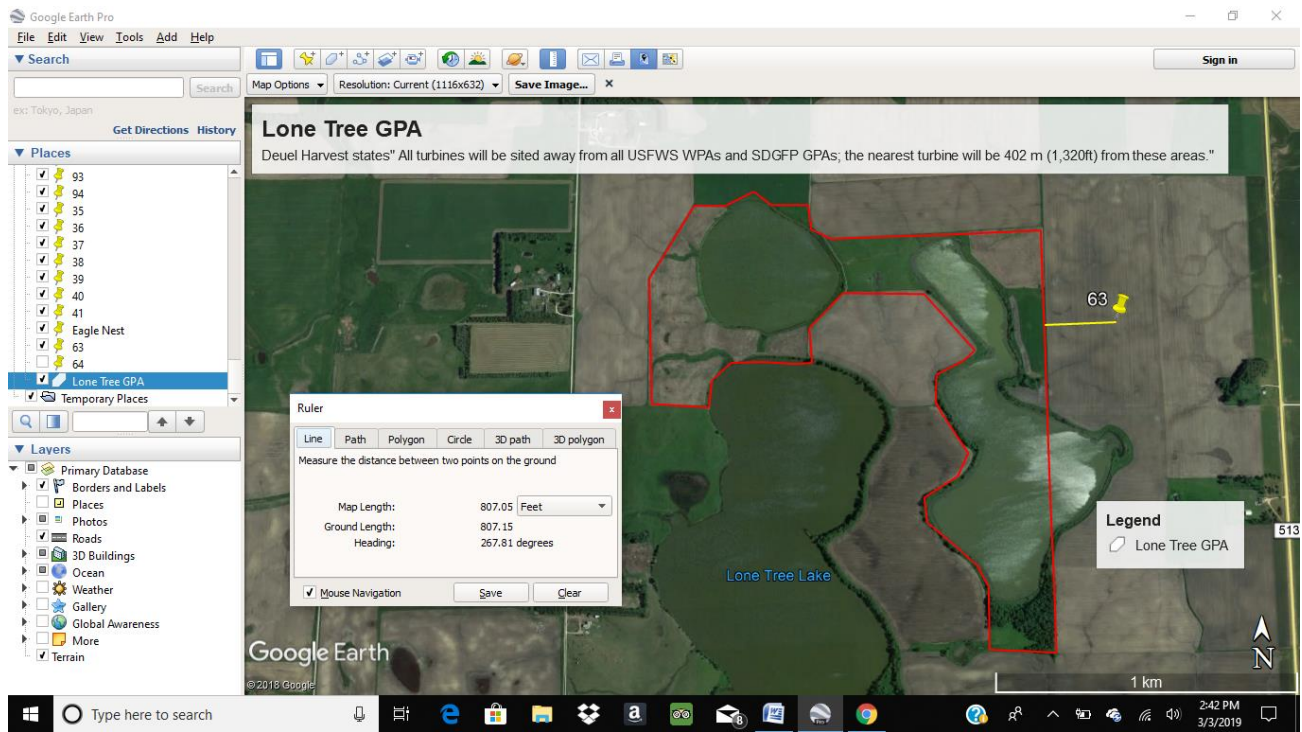 Google Earth Pro
File Edit View Tools Add Help
Search
Search
ex: Tokyo, Japan
Get Directions History
Places
93
94
35
36
37
38
39
40
41
Eagle Nest
63
64
Lone Tree GPA
Temporary Places
Layers
Primary Database
Borders and Labels
Places
Photos
Roads
3D Buildings
Ocean
Weather
Gallery
Global Awareness
More
Terrain
Sign in
Map Options Resolution: Current (1116x632) Save Image...
Lone Tree GPA
Deuel Harvest states" All turbines will be sited away from all USFWS WPAs and SDGFP GPAs; the nearest turbine will be 402 m (1,320ft) from these areas."
63
Ruler
Line Path Polygon Circle 3D path 3D polygon
Measure the distance between two points on the ground
Map Length: 807.05 Feet
Ground Length: 807.15
Heading: 267.81 degrees
Mouse Navigation Save Clear
Lone Tree Lake
Legend
Lone Tree GPA
513
N
1 km
Google Earth
©2018 Google
Type here to search
a
8
2:42 PM
3/3/2019